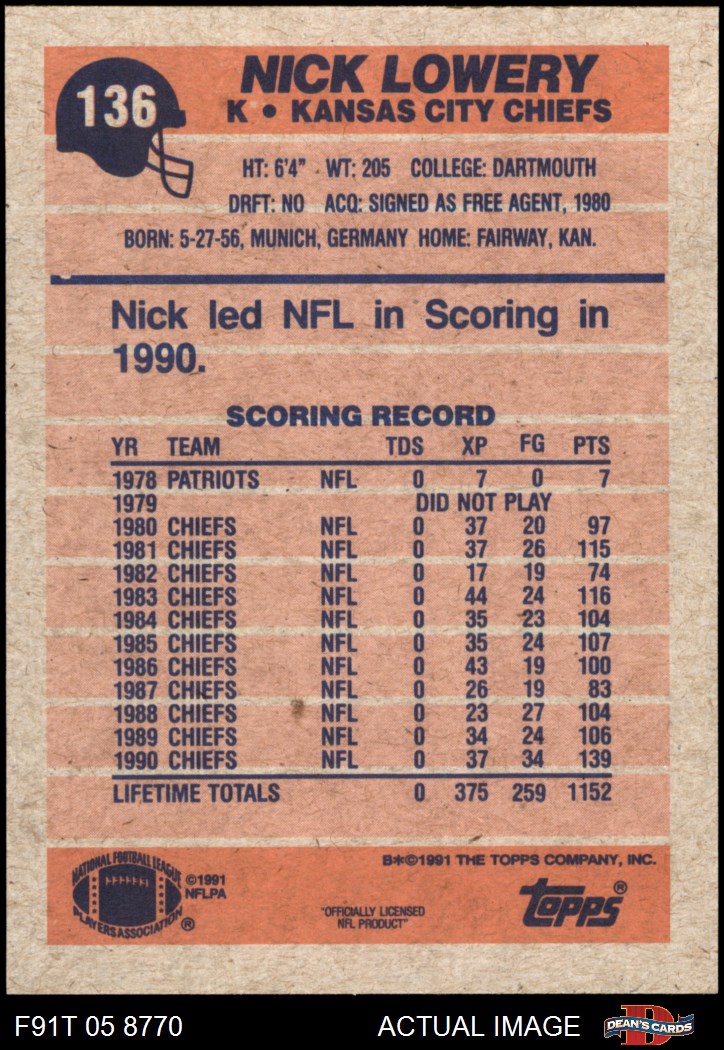 136
NICK LOWERY
K • KANSAS CITY CHIEFS
HT: 6'4" WT: 205 COLLEGE: DARTMOUTH
DRFT: NO ACQ: SIGNED AS FREE AGENT, 1980
BORN: 5-27-56, MUNICH, GERMANY HOME: FAIRWAY, KAN.
Nick led NFL in Scoring in
1990.
SCORING RECORD
YR TEAM TDS XP FG PTS
1978 PATRIOTS NFL 0 7 0 7
1979 DID NOT PLAY
1980 CHIEFS NFL 0 37 20 97
1981 CHIEFS NFL 0 37 26 115
1982 CHIEFS NFL 0 17 19 74
1983 CHIEFS NFL 0 44 24 116
1984 CHIEFS NFL 0 35 23 104
1985 CHIEFS NFL 0 35 24 107
1986 CHIEFS NFL 0 43 19 100
1987 CHIEFS NFL 0 26 19 83
1988 CHIEFS NFL 0 23 27 104
1989 CHIEFS NFL 0 34 24 106
1990 CHIEFS NFL 0 37 34 139
LIFETIME TOTALS 0 375 259 1152
B*©1991 THE TOPPS COMPANY, INC.
NATIONAL FOOTBALL LEAGUE
PLAYERS ASSOCIATION ®
©1991
NFLPA
"OFFICIALLY LICENSED
NFL PRODUCT"
topps®
F91T 05 8770
ACTUAL IMAGE
D
DEAN'S CARDS